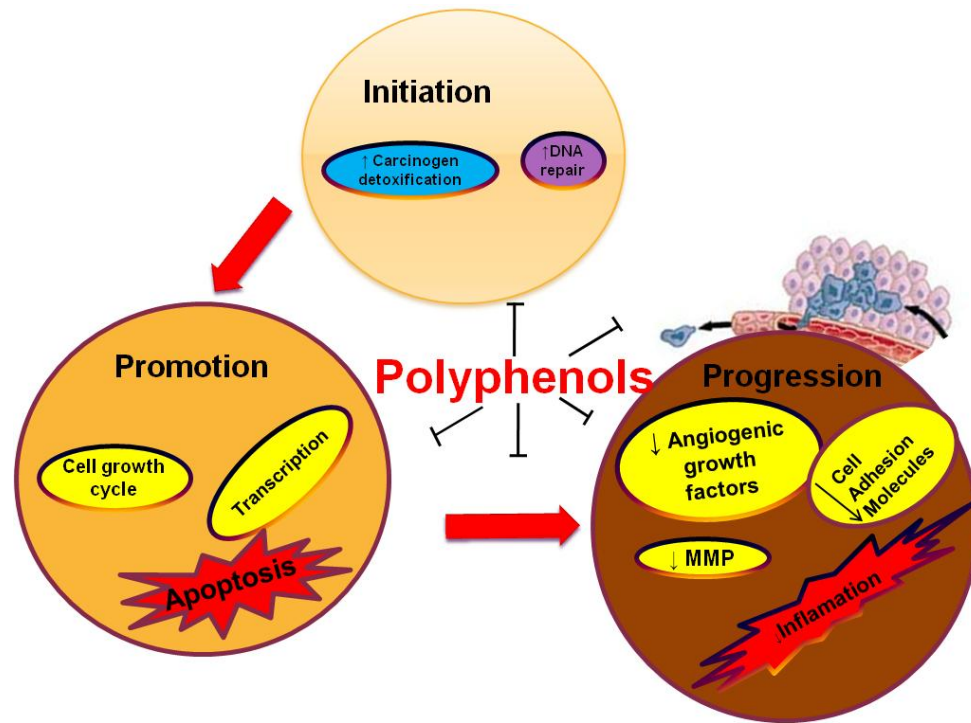 Initiation
↑ Carcinogen
detoxification
↑DNA
repair
Promotion
Cell growth
cycle
Transcription
Apoptosis
Polyphenols
Progression
↓ Angiogenic
growth
factors
↓ Cell
Adhesion
Molecules
↓ MMP
↓Inflamation